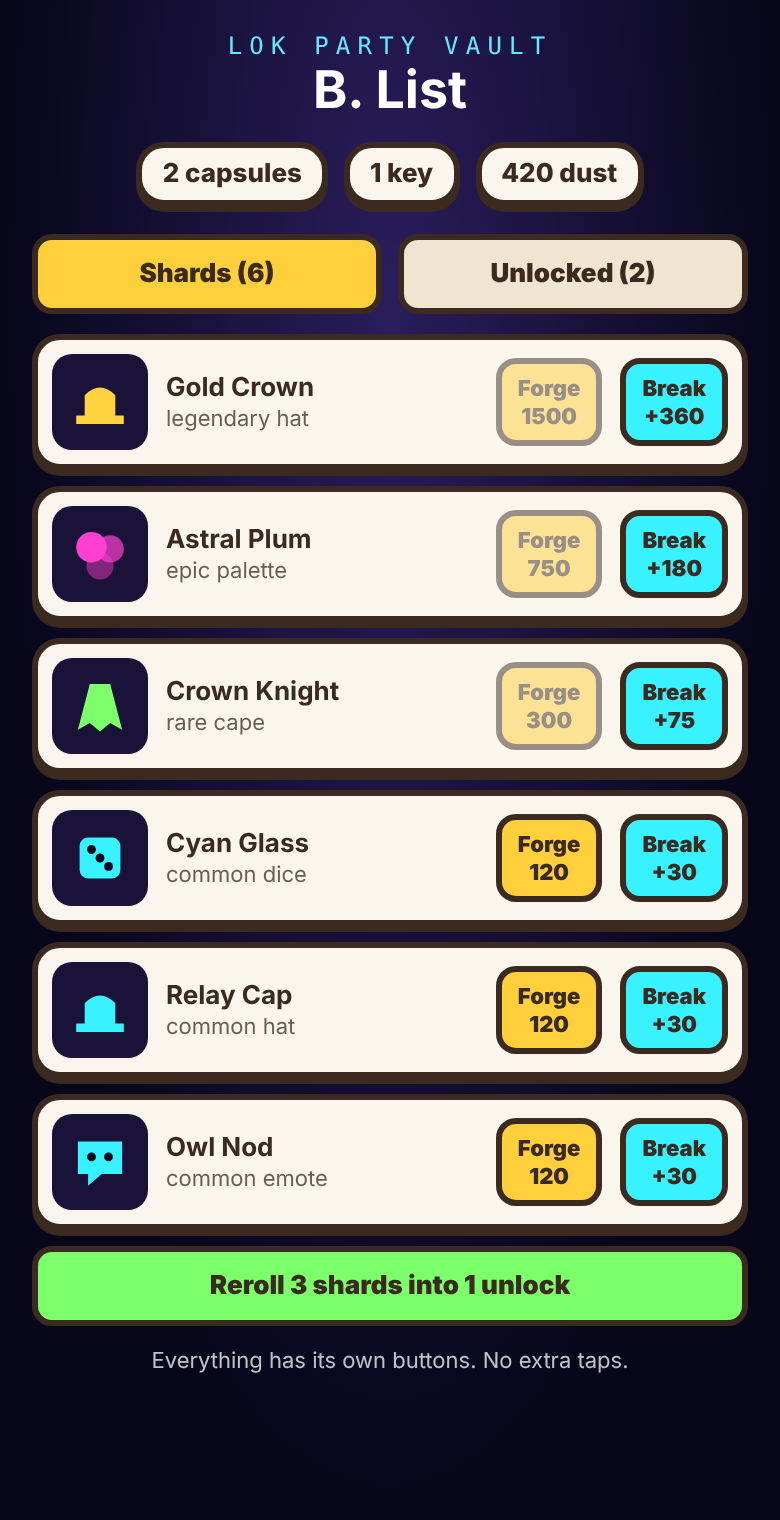 LOK PARTY VAULT
B. List
2 capsules
1 key
420 dust
Shards (6)
Unlocked (2)
Gold Crown
legendary hat
Forge
1500
Break
+360
Astral Plum
epic palette
Forge
750
Break
+180
Crown Knight
rare cape
Forge
300
Break
+75
Cyan Glass
common dice
Forge
120
Break
+30
Relay Cap
common hat
Forge
120
Break
+30
Owl Nod
common emote
Forge
120
Break
+30
Reroll 3 shards into 1 unlock
Everything has its own buttons. No extra taps.